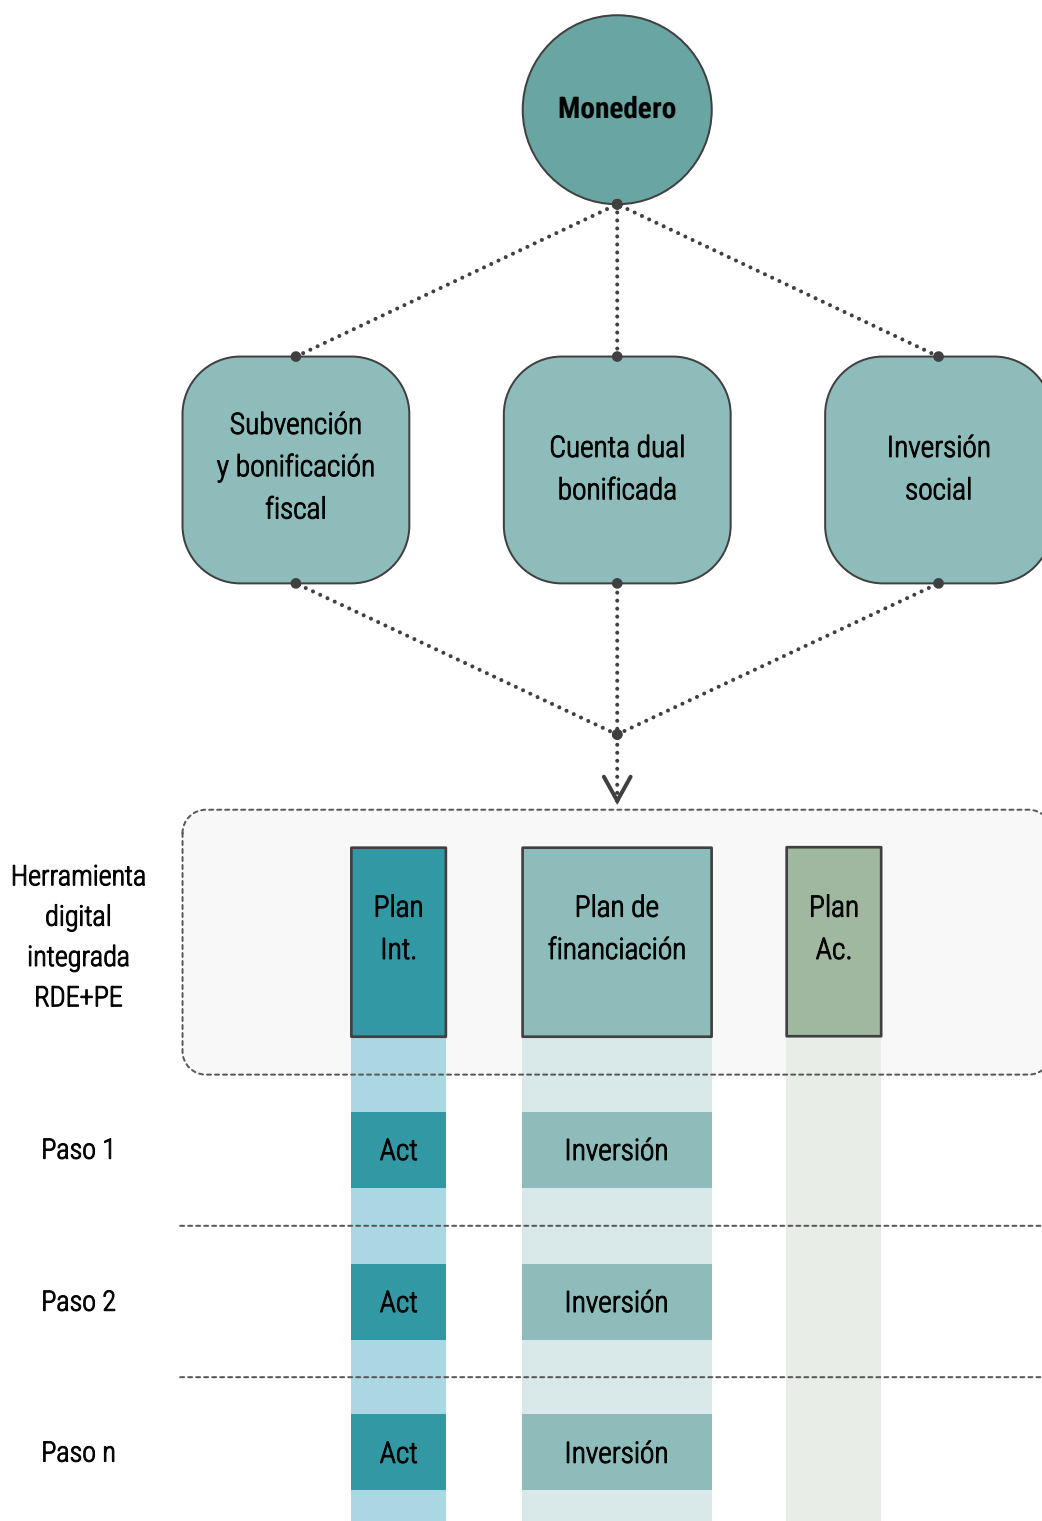 Monedero
Subvención
y bonificación
fiscal
Cuenta dual
bonificada
Inversión
social
Herramienta
digital
integrada
RDE+PE
Plan
Int.
Plan de
financiación
Plan
Ac.
Paso 1
Act
Inversión
Paso 2
Act
Inversión
Paso n
Act
Inversión